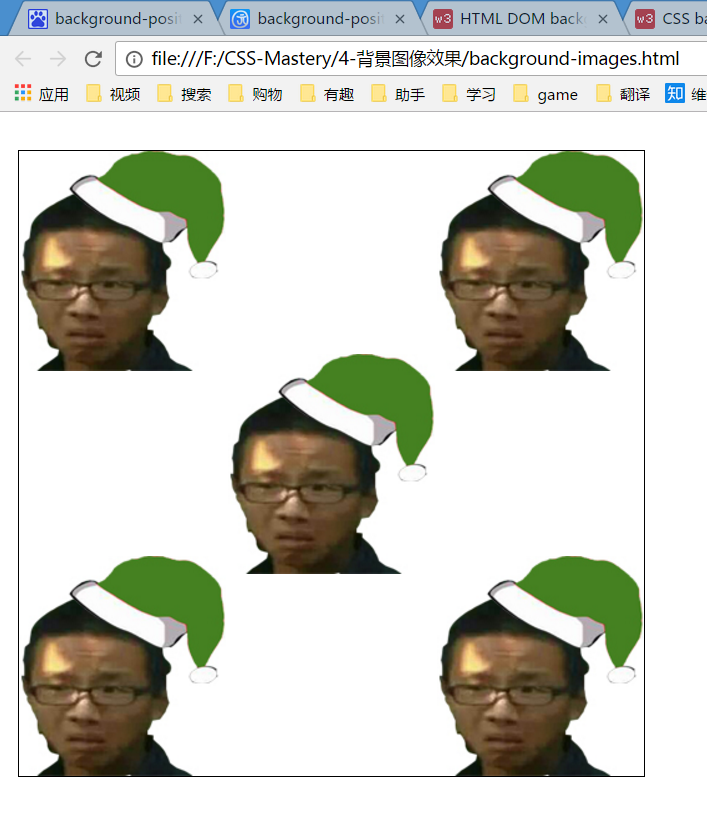 background-posit background-posit HTML DOM back CSS ba
file:///F:/CSS-Mastery/4-背景图像效果/background-images.html
应用 视频 搜索 购物 有趣 助手 学习 game 翻译 知 维